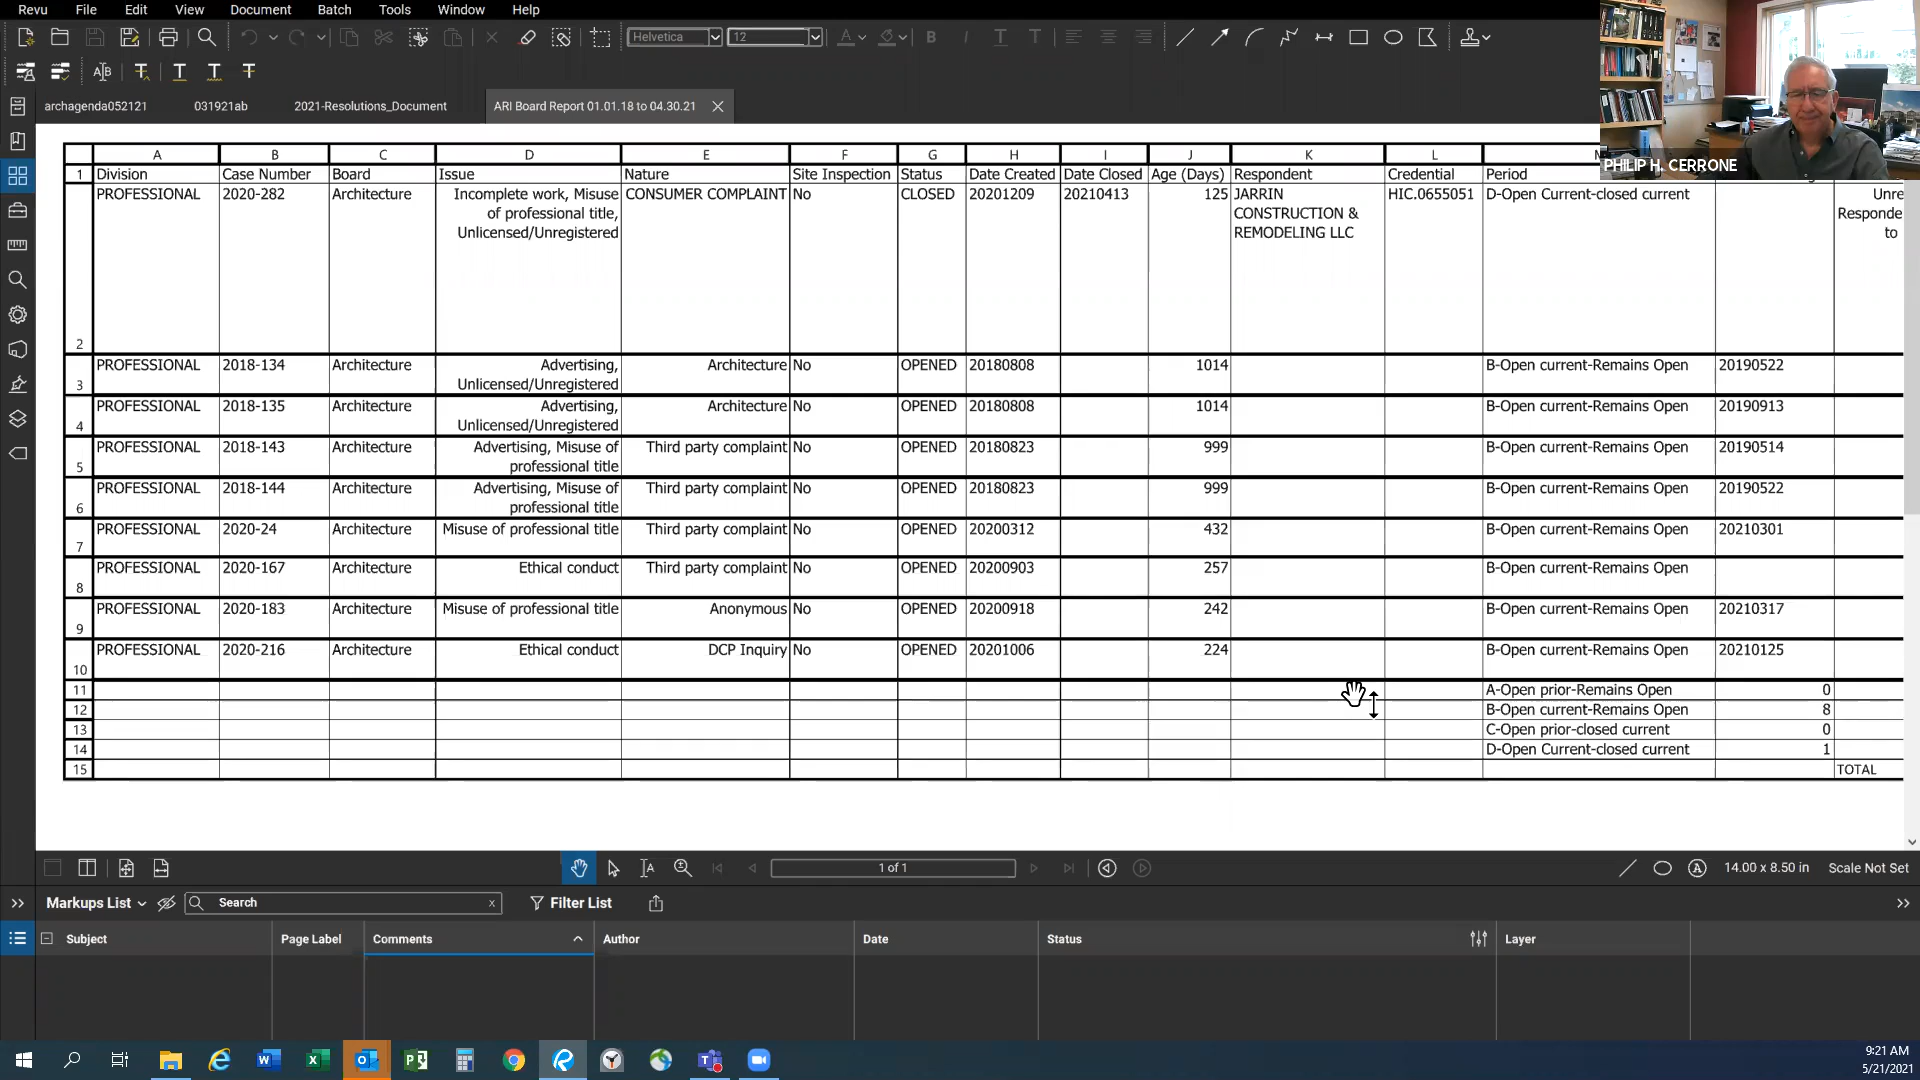 Revu File Edit View Document Batch Tools Window Help
Helvetica 12
archagenda052121 031921ab 2021-Resolutions_Document ARI Board Report 01.01.18 to 04.30.21
PHILIP H. CERRONE
A B C D E F G H I J K L
1 Division Case Number Board Issue Nature Site Inspection Status Date Created Date Closed Age (Days) Respondent Credential Period
PROFESSIONAL 2020-282 Architecture Incomplete work, Misuse CONSUMER COMPLAINT No CLOSED 20201209 20210413 125 JARRIN HIC.0655051 D-Open Current-closed current Unre
of professional title, CONSTRUCTION & Responde
Unlicensed/Unregistered REMODELING LLC to
2
PROFESSIONAL 2018-134 Architecture Advertising, Architecture No OPENED 20180808 1014 B-Open current-Remains Open 20190522
3 Unlicensed/Unregistered
PROFESSIONAL 2018-135 Architecture Advertising, Architecture No OPENED 20180808 1014 B-Open current-Remains Open 20190913
4 Unlicensed/Unregistered
PROFESSIONAL 2018-143 Architecture Advertising, Misuse of Third party complaint No OPENED 20180823 999 B-Open current-Remains Open 20190514
5 professional title
PROFESSIONAL 2018-144 Architecture Advertising, Misuse of Third party complaint No OPENED 20180823 999 B-Open current-Remains Open 20190522
6 professional title
PROFESSIONAL 2020-24 Architecture Misuse of professional title Third party complaint No OPENED 20200312 432 B-Open current-Remains Open 20210301
7
PROFESSIONAL 2020-167 Architecture Ethical conduct Third party complaint No OPENED 20200903 257 B-Open current-Remains Open
8
PROFESSIONAL 2020-183 Architecture Misuse of professional title Anonymous No OPENED 20200918 242 B-Open current-Remains Open 20210317
9
PROFESSIONAL 2020-216 Architecture Ethical conduct DCP Inquiry No OPENED 20201006 224 B-Open current-Remains Open 20210125
10
11 A-Open prior-Remains Open 0
12 B-Open current-Remains Open 8
13 C-Open prior-closed current 0
14 D-Open Current-closed current 1
15 TOTAL
1 of 1 14.00 x 8.50 in Scale Not Set
Markups List Search x Filter List
Subject Page Label Comments Author Date Status Layer
9:21 AM
5/21/2021